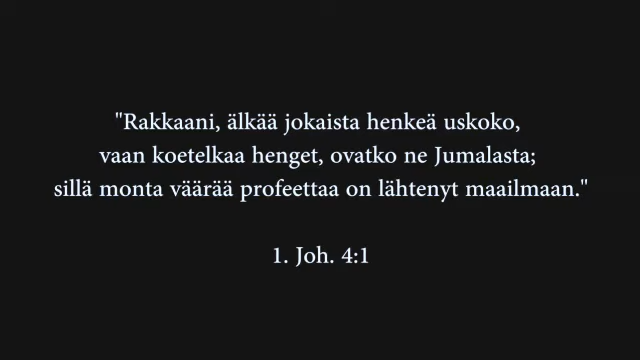 "Rakkaani, älkää jokaista henkeä uskoko,
vaan koetelkaa henget, ovatko ne Jumalasta;
sillä monta väärää profeettaa on lähtenyt maailmaan."
1. Joh. 4:1